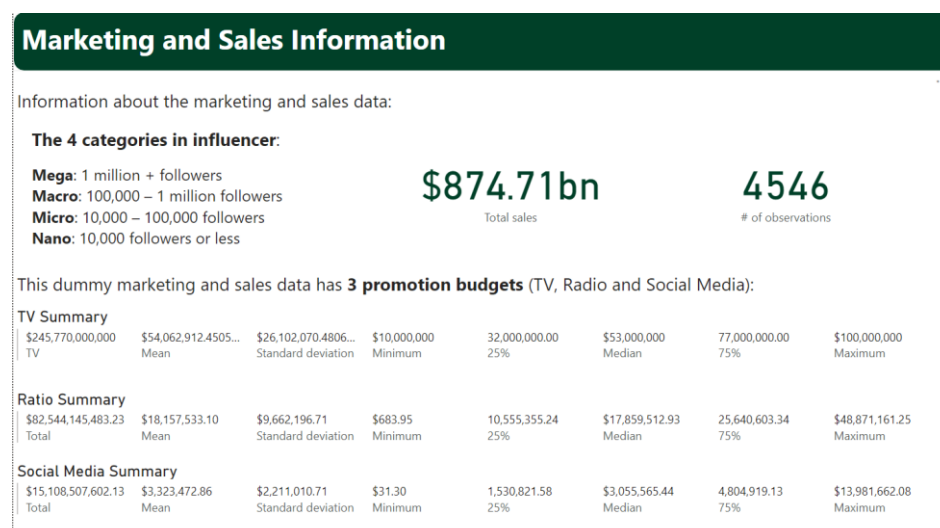 Marketing and Sales Information
Information about the marketing and sales data:
The 4 categories in influencer:
Mega: 1 million + followers
Macro: 100,000 – 1 million followers
Micro: 10,000 – 100,000 followers
Nano: 10,000 followers or less
$874.71bn
Total sales
4546
# of observations
This dummy marketing and sales data has 3 promotion budgets (TV, Radio and Social Media):
TV Summary
$245,770,000,000 $54,062,912.4505... $26,102,070.4806... $10,000,000 32,000,000.00 $53,000,000 77,000,000.00 $100,000,000
TV Mean Standard deviation Minimum 25% Median 75% Maximum
Ratio Summary
$82,544,145,483.23 $18,157,533.10 $9,662,196.71 $683.95 10,555,355.24 $17,859,512.93 25,640,603.34 $48,871,161.25
Total Mean Standard deviation Minimum 25% Median 75% Maximum
Social Media Summary
$15,108,507,602.13 $3,323,472.86 $2,211,010.71 $31.30 1,530,821.58 $3,055,565.44 4,804,919.13 $13,981,662.08
Total Mean Standard deviation Minimum 25% Median 75% Maximum